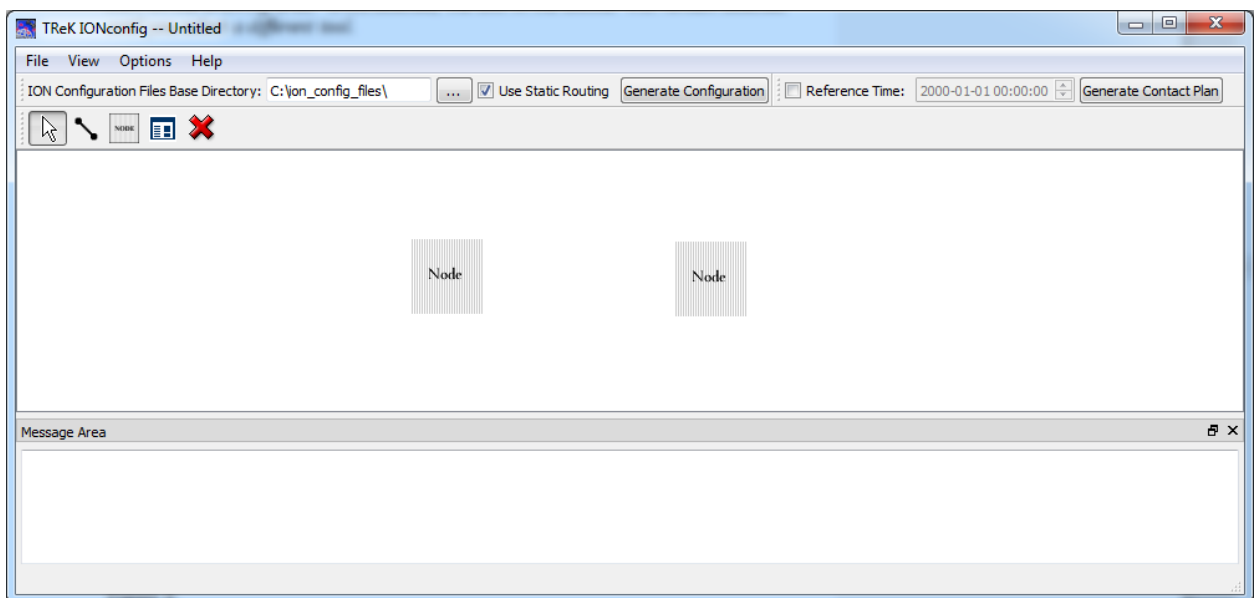 TReK IONconfig -- Untitled
File View Options Help
ION Configuration Files Base Directory: C:\ion_config_files\ ... Use Static Routing Generate Configuration Reference Time: 2000-01-01 00:00:00 Generate Contact Plan
NODE
Node Node
Message Area